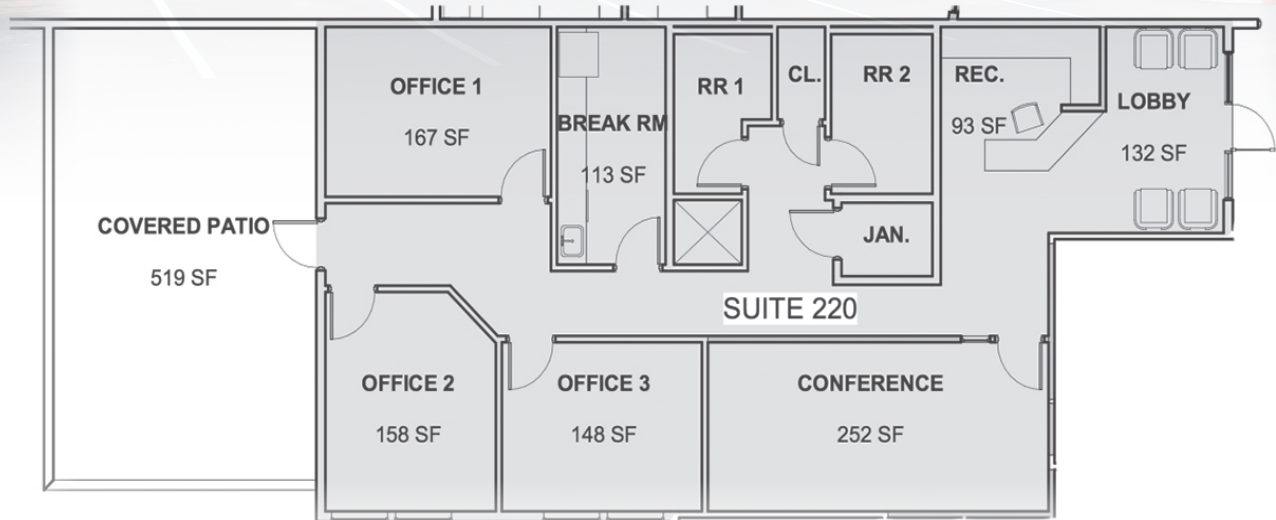 OFFICE 1
167 SF
BREAK RM
113 SF
RR 1
CL.
RR 2
REC.
93 SF
LOBBY
132 SF
COVERED PATIO
519 SF
JAN.
SUITE 220
OFFICE 2
158 SF
OFFICE 3
148 SF
CONFERENCE
252 SF